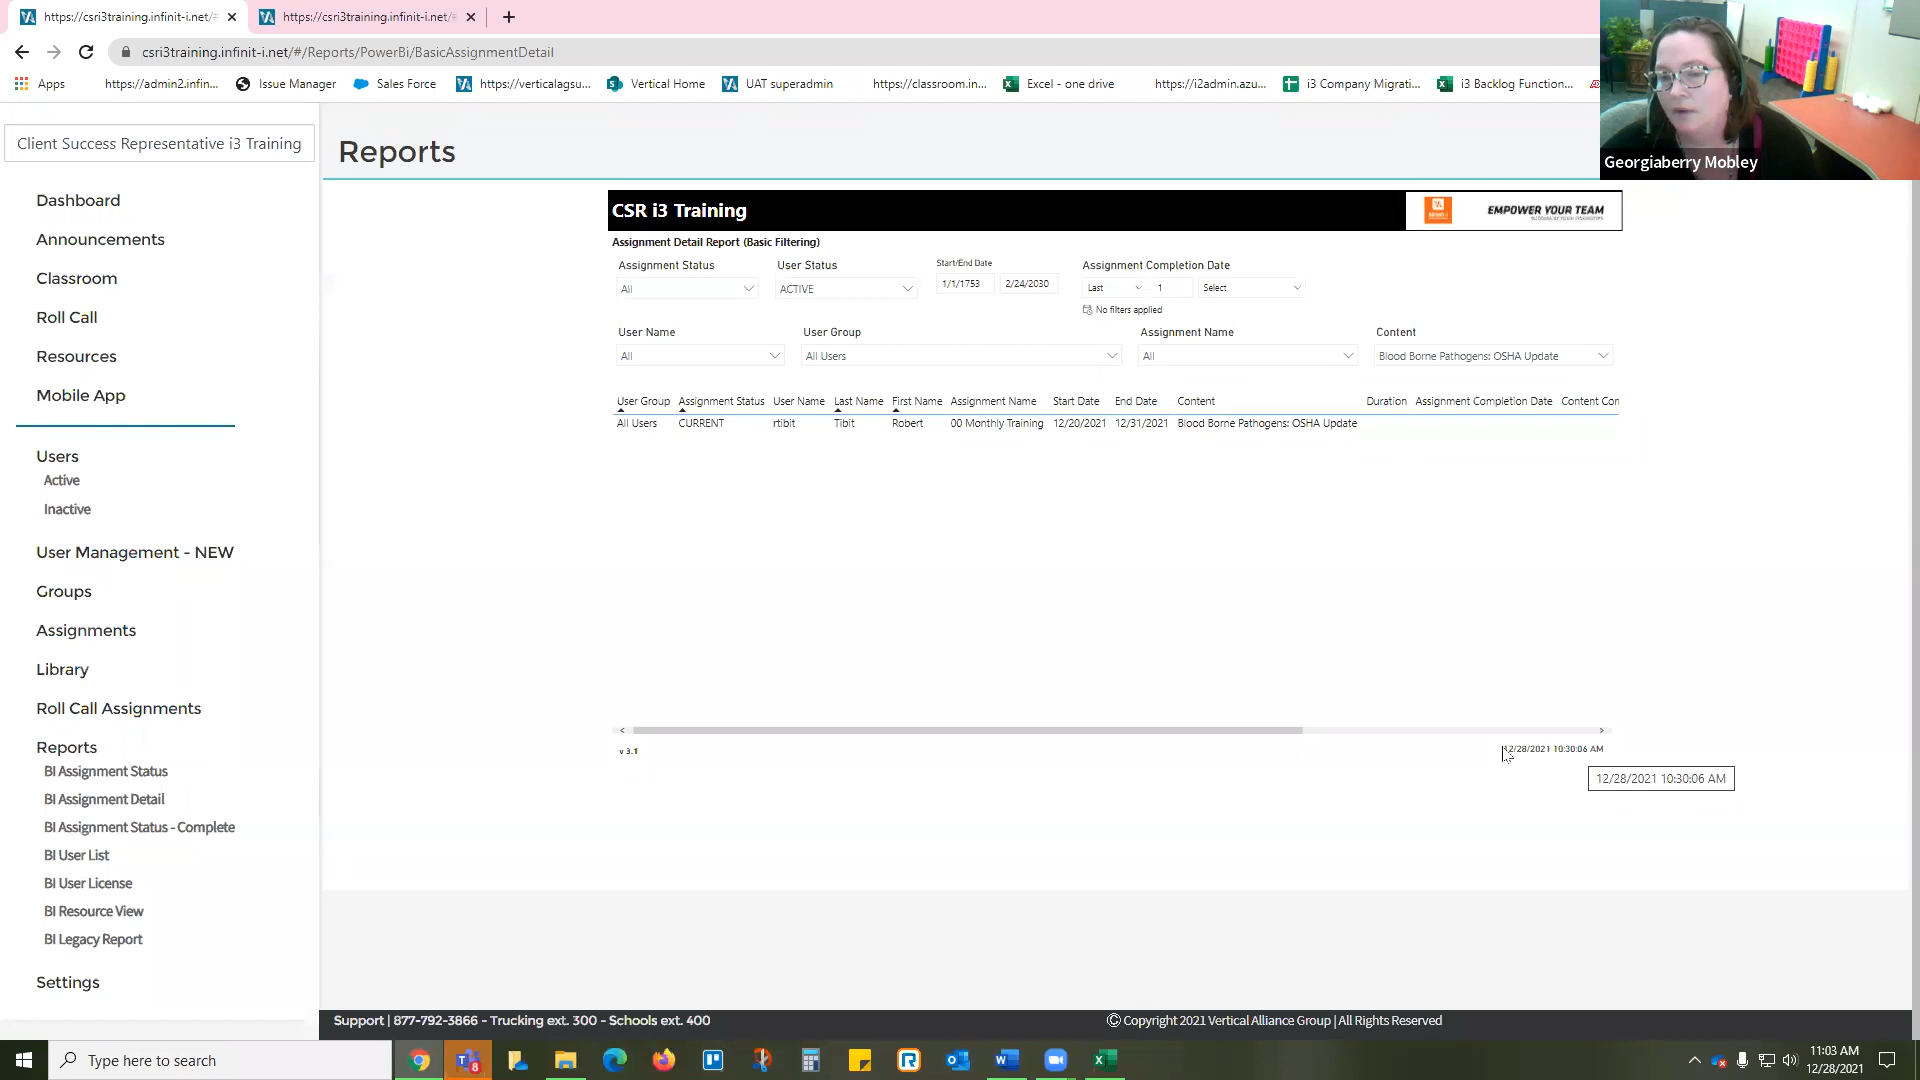 https://csri3training.infinit-i.net/#
https://csri3training.infinit-i.net/#
csri3training.infinit-i.net/#/Reports/PowerBi/BasicAssignmentDetail
Apps
https://admin2.infin...
Issue Manager
Sales Force
https://verticalagsu...
Vertical Home
UAT superadmin
https://classroom.in...
Excel - one drive
https://i2admin.azu...
i3 Company Migrati...
i3 Backlog Function...
Georgiaberry Mobley
Client Success Representative i3 Training
Dashboard
Announcements
Classroom
Roll Call
Resources
Mobile App
Users
Active
Inactive
User Management - NEW
Groups
Assignments
Library
Roll Call Assignments
Reports
BI Assignment Status
BI Assignment Detail
BI Assignment Status - Complete
BI User List
BI User License
BI Resource View
BI Legacy Report
Settings
Reports
CSR i3 Training
EMPOWER YOUR TEAM
Assignment Detail Report (Basic Filtering)
Assignment Status
All
User Status
ACTIVE
Start/End Date
1/1/1753
2/24/2030
Assignment Completion Date
Last
1
Select
No filters applied
User Name
All
User Group
All Users
Assignment Name
All
Content
Blood Borne Pathogens: OSHA Update
User Group Assignment Status User Name Last Name First Name Assignment Name Start Date End Date Content Duration Assignment Completion Date Content Con
All Users CURRENT rtibit Tibit Robert 00 Monthly Training 12/20/2021 12/31/2021 Blood Borne Pathogens: OSHA Update
v 3.1
12/28/2021 10:30:06 AM
12/28/2021 10:30:06 AM
Support | 877-792-3866 - Trucking ext. 300 - Schools ext. 400
© Copyright 2021 Vertical Alliance Group | All Rights Reserved
Type here to search
8
11:03 AM
12/28/2021